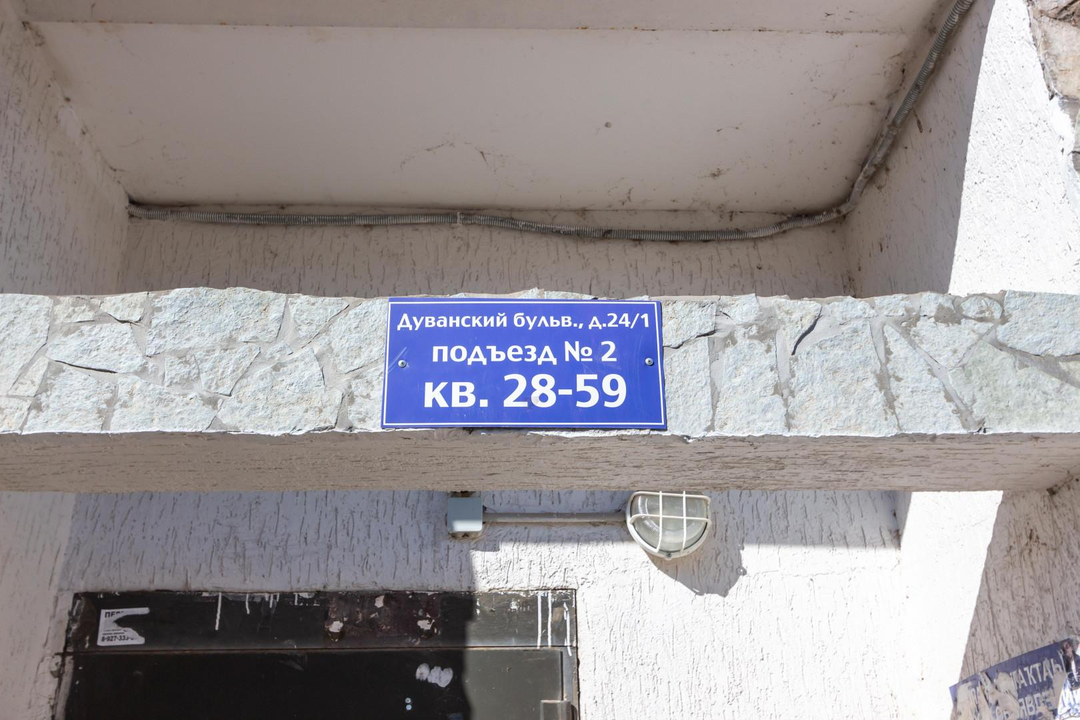 Дуванский бульв., д.24/1
подъезд № 2
кв. 28-59